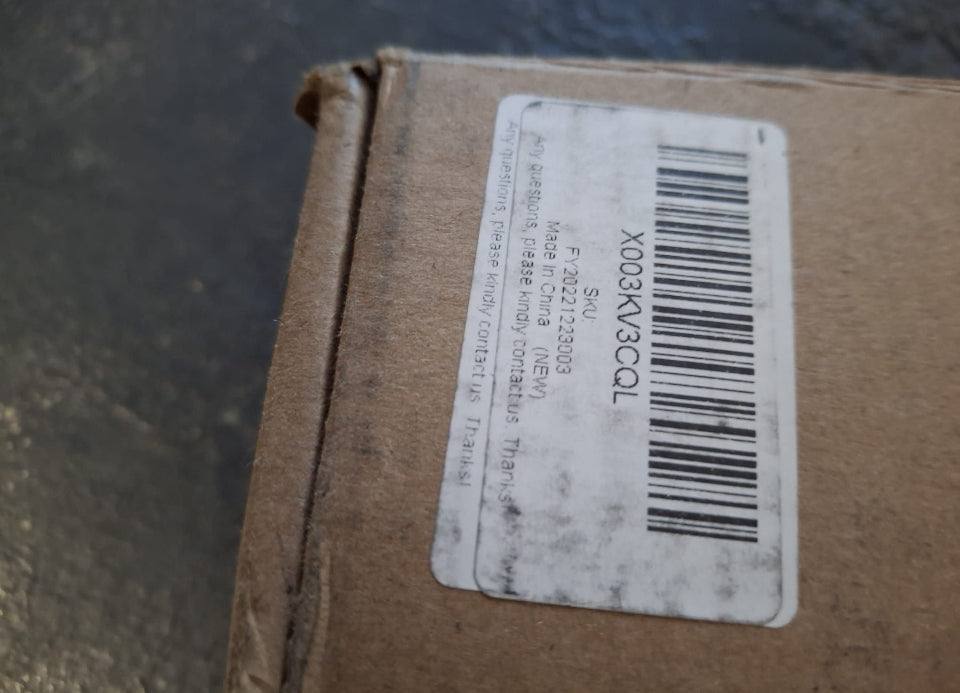 X003KV3CQL
SKU:
FY20221223003
Made in China (NEW)
Any questions, please kindly contact us. Thanks
Any questions, please kindly contact us. Thanks!